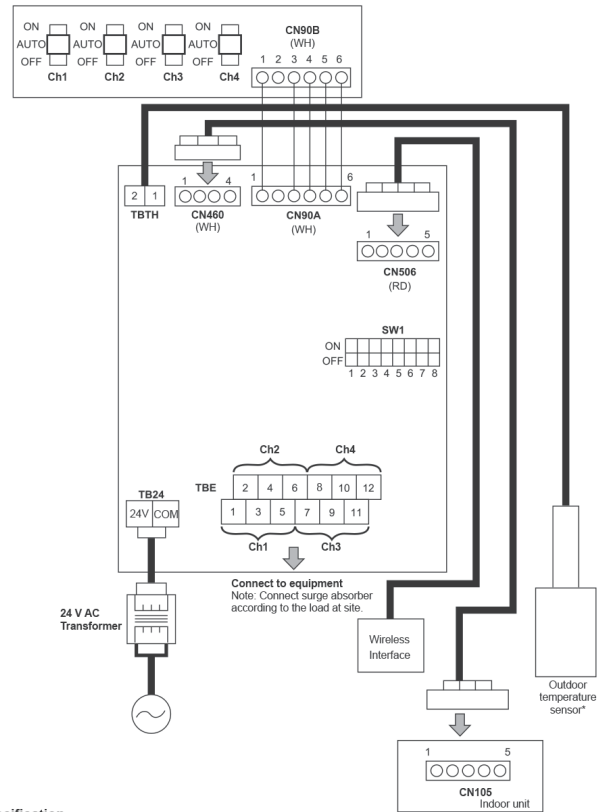 ON ON ON ON
AUTO AUTO AUTO AUTO
OFF OFF OFF OFF
Ch1 Ch2 Ch3 Ch4
CN90B
(WH)
1 2 3 4 5 6
2 1
TBTH
1 4
CN460
(WH)
1 6
CN90A
(WH)
1 5
CN506
(RD)
SW1
ON
OFF
1 2 3 4 5 6 7 8
Ch2 Ch4
TBE
2 4 6 8 10 12
1 3 5 7 9 11
Ch1 Ch3
TB24
24V COM
Connect to equipment
Note: Connect surge absorber
according to the load at site.
24 V AC
Transformer
Wireless
Interface
Outdoor
temperature
sensor*
1 5
CN105
Indoor unit